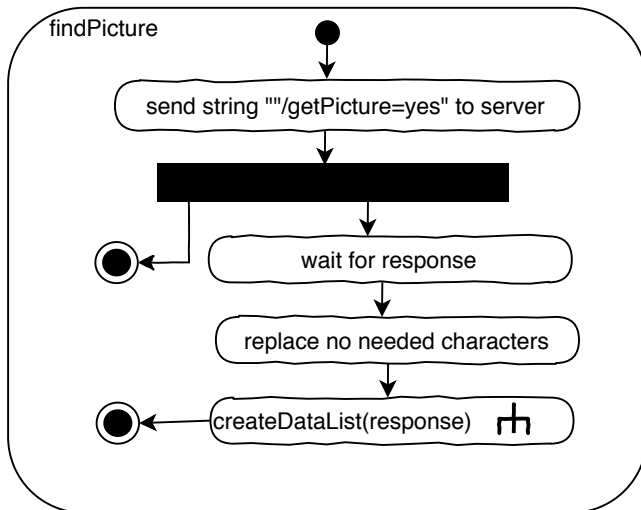 findPicture
send string ""/getPicture=yes" to server
wait for response
replace no needed characters
createDataList(response)